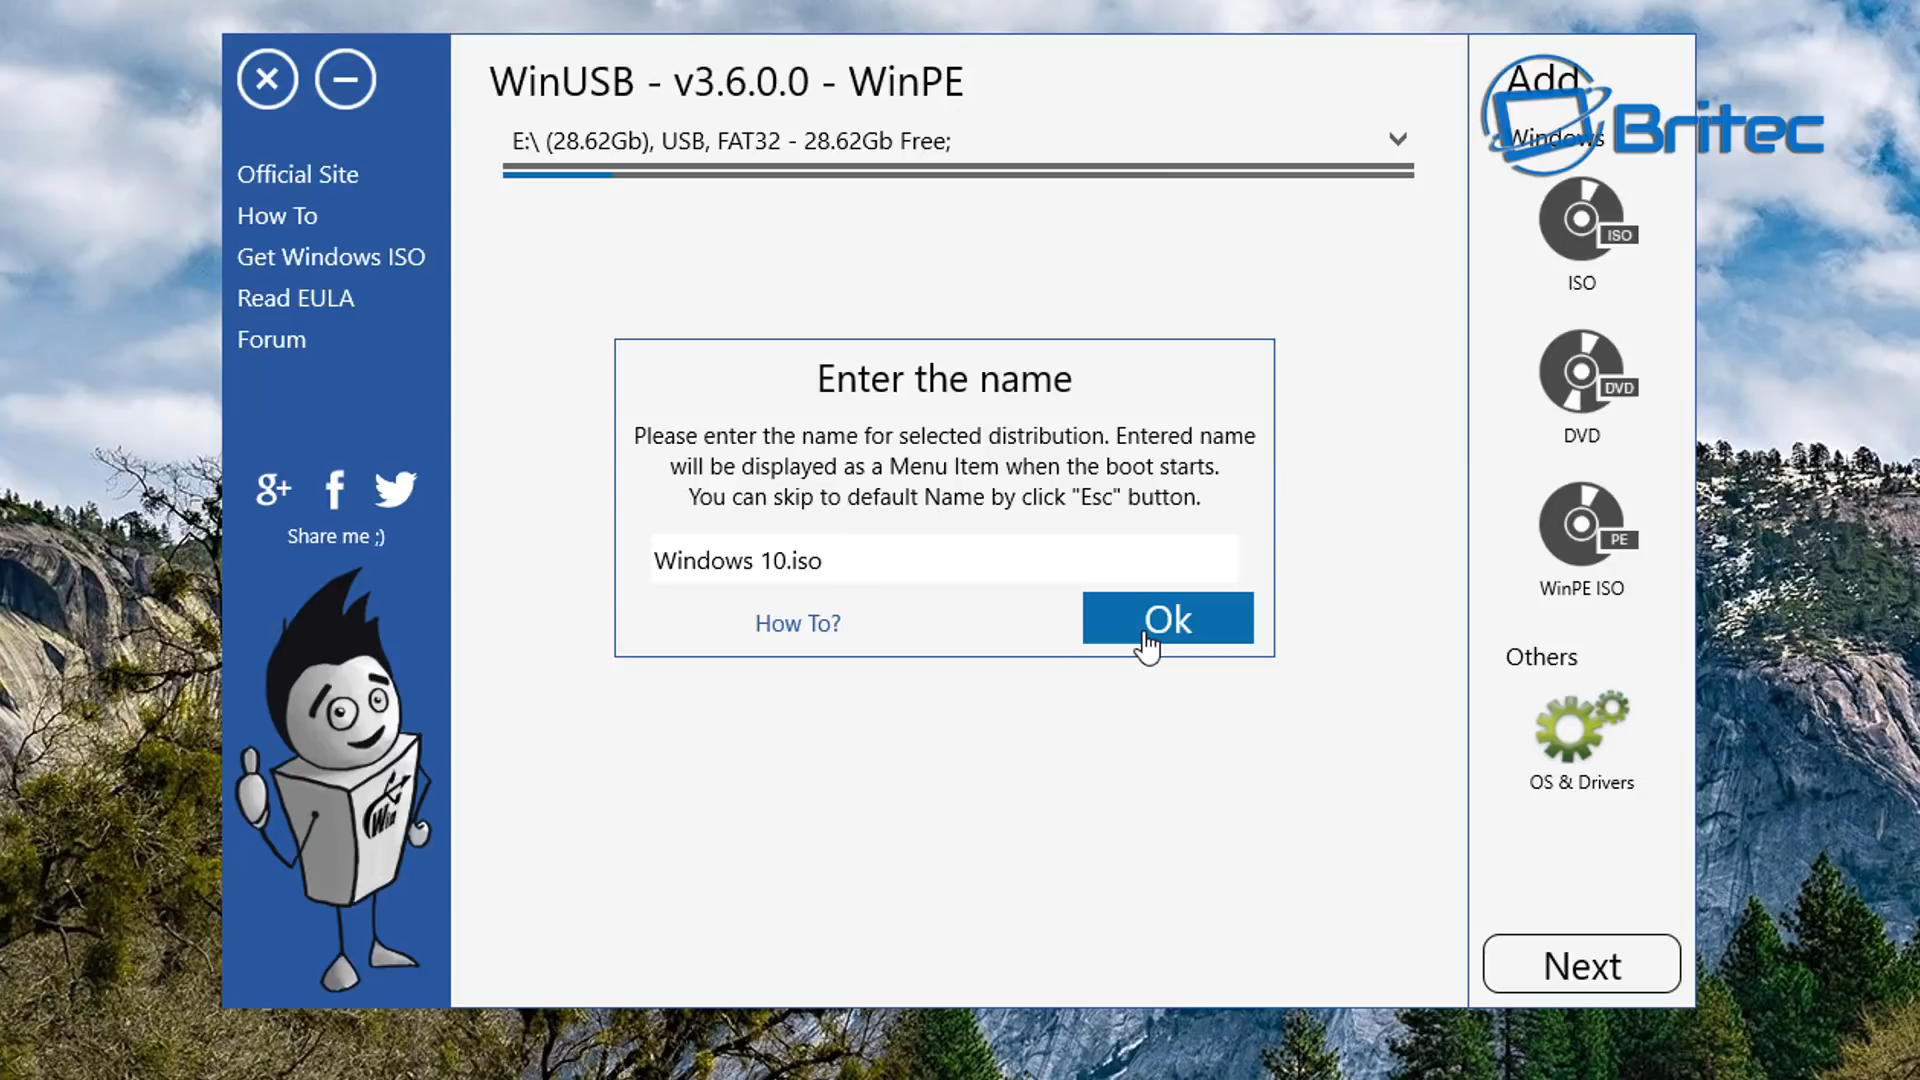 WinUSB - v3.6.0.0 - WinPE
E:\ (28.62Gb), USB, FAT32 - 28.62Gb Free;
Official Site
How To
Get Windows ISO
Read EULA
Forum
g+ f
Share me ;)
Win
Enter the name
Please enter the name for selected distribution. Entered name
will be displayed as a Menu Item when the boot starts.
You can skip to default Name by click "Esc" button.
Windows 10.iso
How To?
Ok
Add
Windows
Britec
ISO
ISO
DVD
DVD
PE
WinPE ISO
Others
OS & Drivers
Next